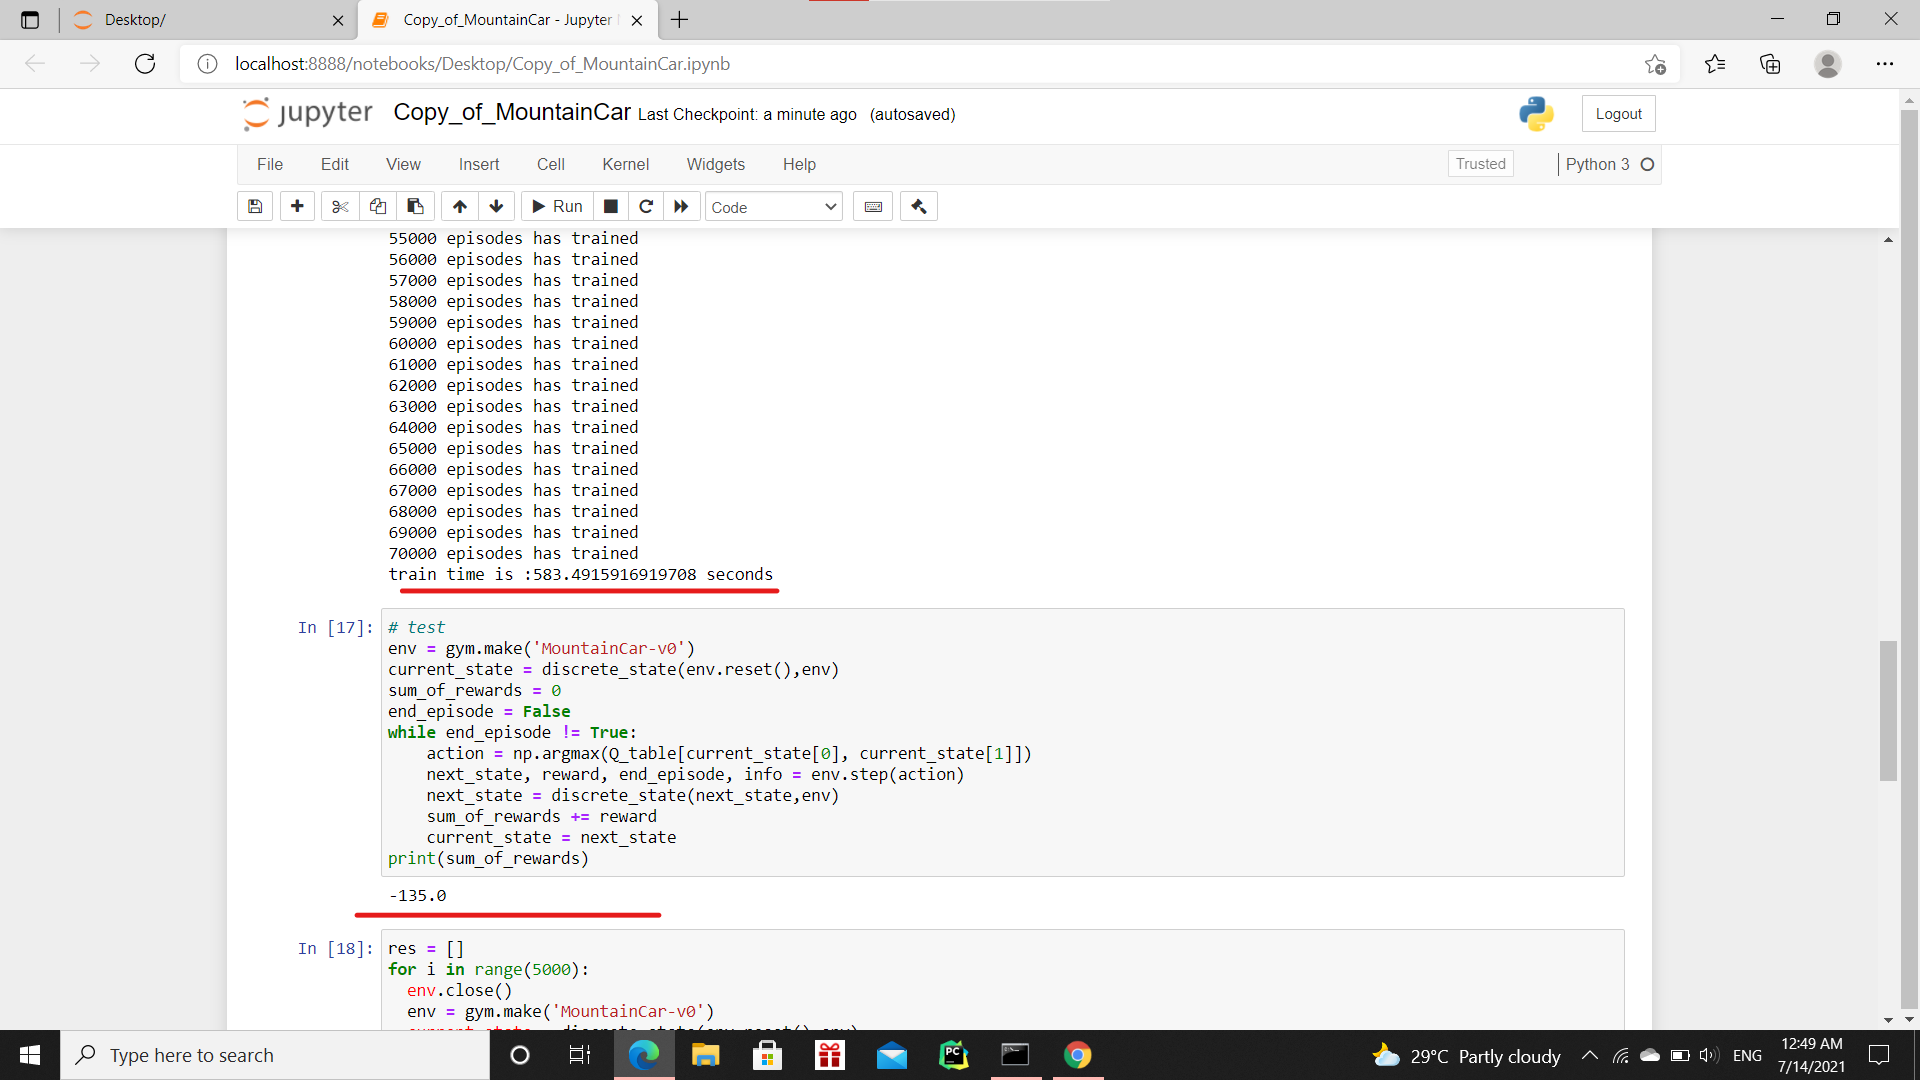 Desktop/
Copy_of_MountainCar - Jupyter
localhost:8888/notebooks/Desktop/Copy_of_MountainCar.ipynb
jupyter Copy_of_MountainCar Last Checkpoint: a minute ago (autosaved)
Logout
File Edit View Insert Cell Kernel Widgets Help
Trusted
Python 3
Run
Code
55000 episodes has trained
56000 episodes has trained
57000 episodes has trained
58000 episodes has trained
59000 episodes has trained
60000 episodes has trained
61000 episodes has trained
62000 episodes has trained
63000 episodes has trained
64000 episodes has trained
65000 episodes has trained
66000 episodes has trained
67000 episodes has trained
68000 episodes has trained
69000 episodes has trained
70000 episodes has trained
train time is :583.4915916919708 seconds
In [17]:
# test
env = gym.make('MountainCar-v0')
current_state = discrete_state(env.reset(),env)
sum_of_rewards = 0
end_episode = False
while end_episode != True:
    action = np.argmax(Q_table[current_state[0], current_state[1]])
    next_state, reward, end_episode, info = env.step(action)
    next_state = discrete_state(next_state,env)
    sum_of_rewards += reward
    current_state = next_state
print(sum_of_rewards)
-135.0
In [18]:
res = []
for i in range(5000):
  env.close()
  env = gym.make('MountainCar-v0')
Type here to search
PC
29°C Partly cloudy
ENG
12:49 AM
7/14/2021